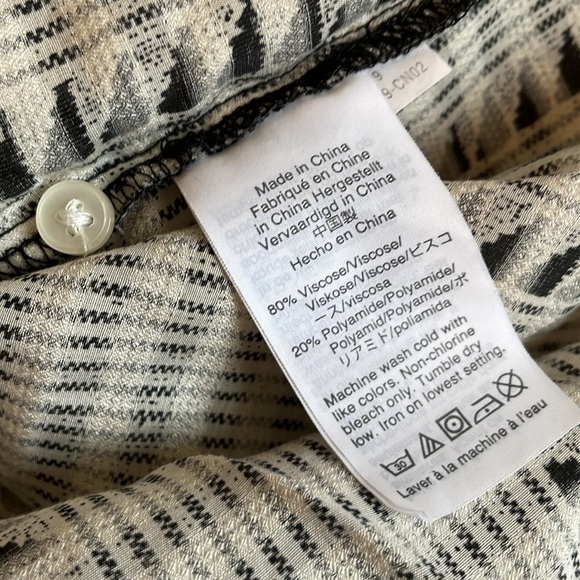 9
9-CN02
Made in China
Fabriqué en Chine
in China Hergestellt
Vervaardigd in China
中国製
Hecho en China
80% Viscose/Viscose/
Viskose/Viscose/ビスコ
ース/viscosa
20% Polyamide/Polyamide/
Polyamid/Polyamide/ポ
リアミド/poliamida
Machine wash cold with
like colors. Non-chlorine
bleach only. Tumble dry
low. Iron on lowest setting.
30
Laver à la machine à l'eau